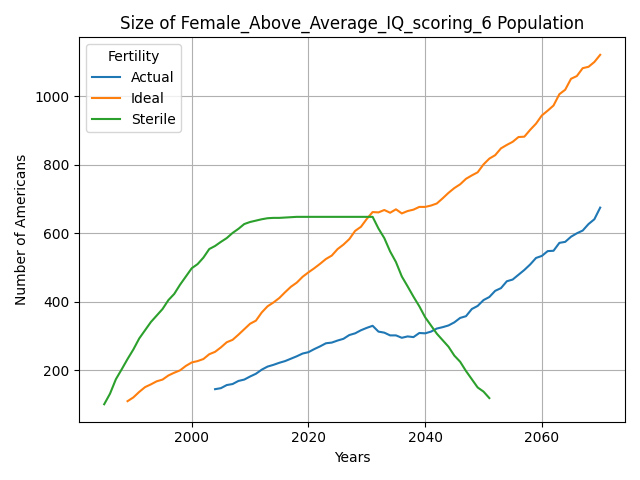 Size of Female_Above_Average_IQ_scoring_6 Population
Fertility
Actual
Ideal
Sterile
Number of Americans
1000
800
600
400
200
2000 2020 2040 2060
Years